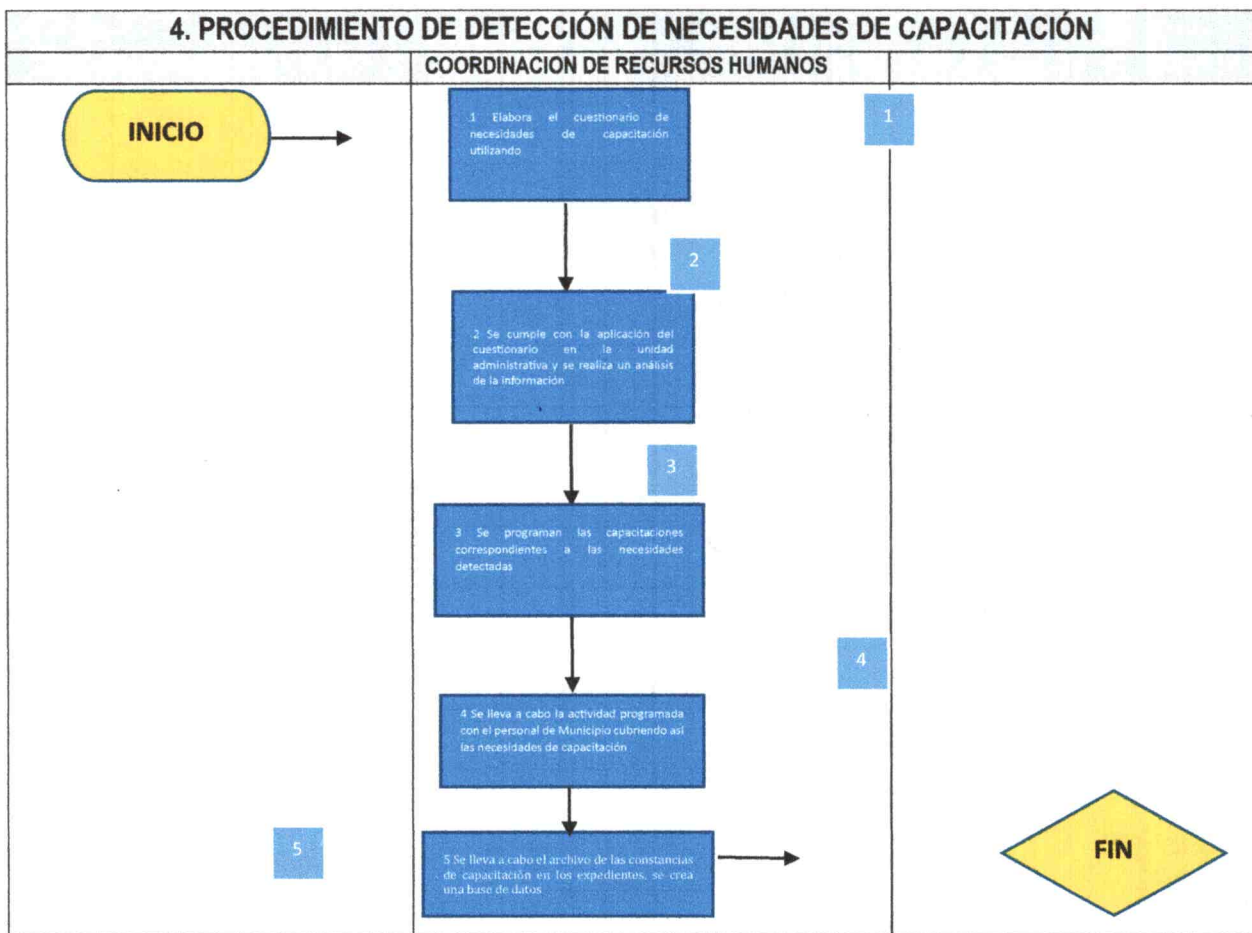 4. PROCEDIMIENTO DE DETECCIÓN DE NECESIDADES DE CAPACITACIÓN
COORDINACION DE RECURSOS HUMANOS
INICIO
1 Elabora el cuestionario de
necesidades de capacitación
utilizando
1
2
2 Se cumple con la aplicación del
cuestionario en la unidad
administrativa y se realiza un análisis
de la información
3
3 Se programan las capacitaciones
correspondientes a las necesidades
detectadas
4
4 Se lleva a cabo la actividad programada
con el personal de Municipio cubriendo así
las necesidades de capacitación
5
5 Se lleva a cabo el archivo de las constancias
de capacitación en los expedientes, se crea
una base de datos
FIN